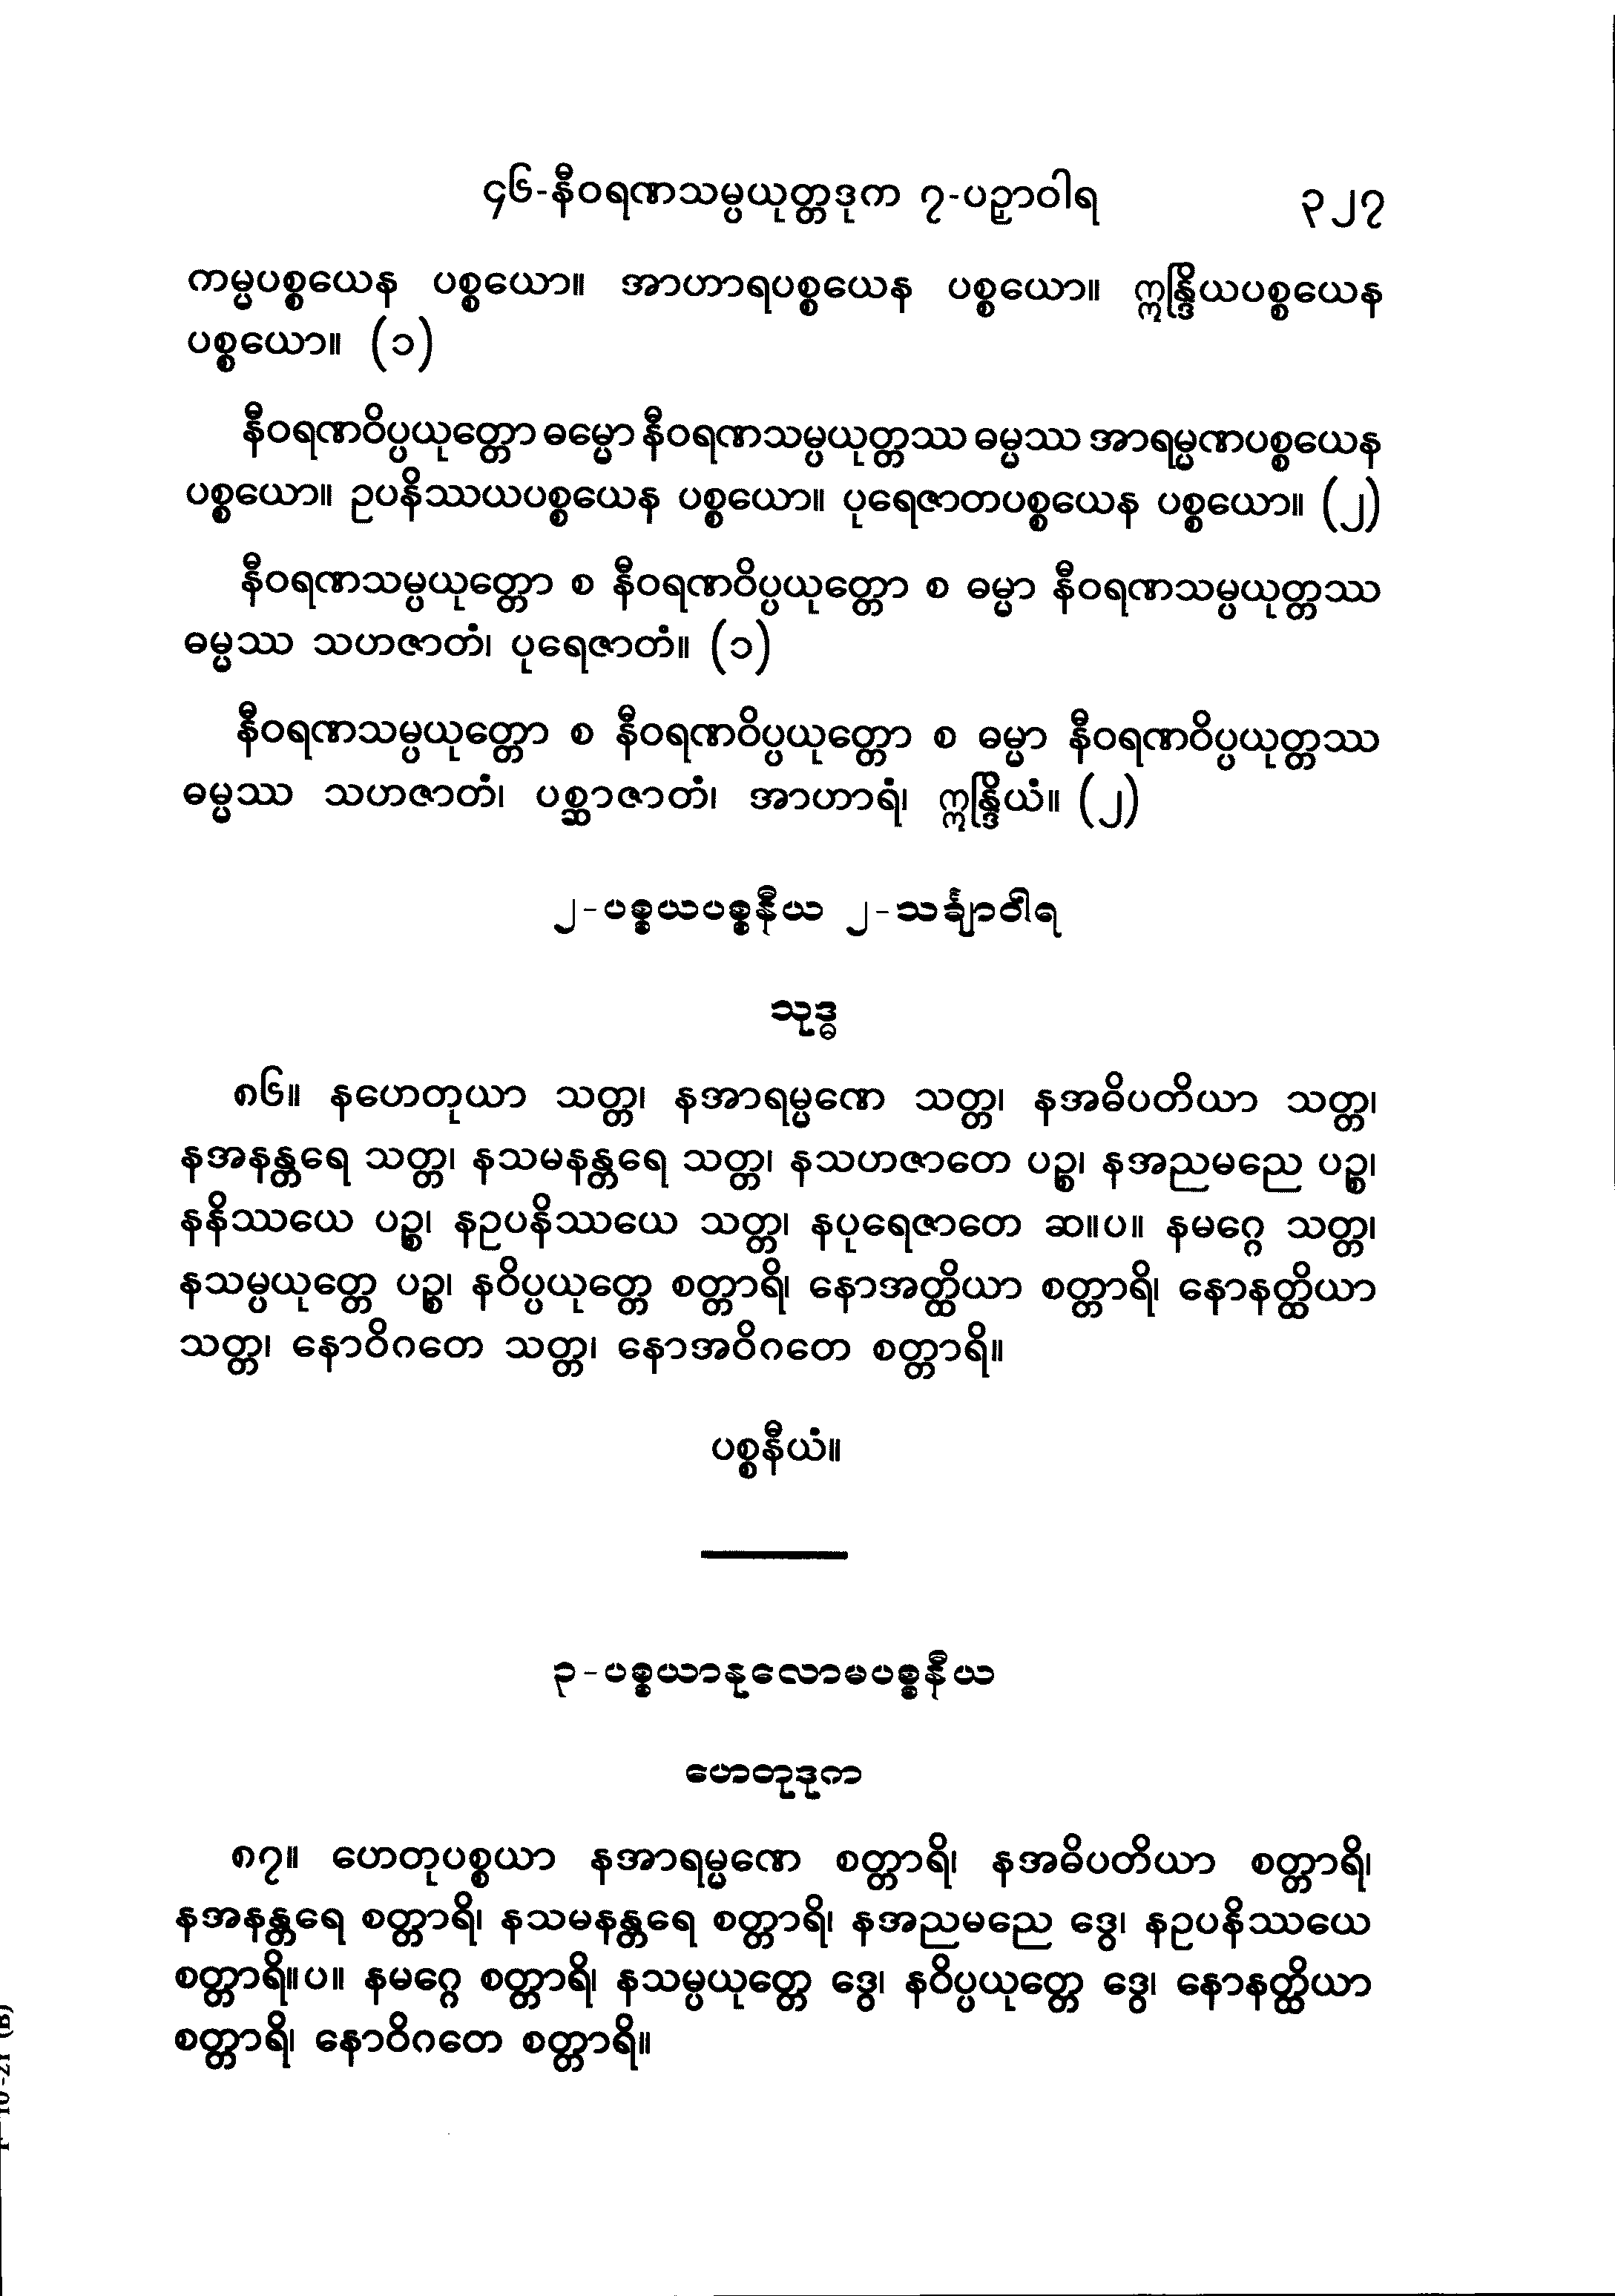 ၄၆-နီဝရဏသမ္ပယုတ္တဒုက ၇-ပဉှာဝါရ ၃၂၇
ကမ္မပစ္စယေန ပစ္စယော။ အာဟာရပစ္စယေန ပစ္စယော။ ဣန္ဒြိယပစ္စယေန
ပစ္စယော။ (၁)
နီဝရဏဝိပ္ပယုတ္တော ဓမ္မော နီဝရဏသမ္ပယုတ္တဿ ဓမ္မဿ အာရမ္မဏပစ္စယေန
ပစ္စယော။ ဥပနိဿယပစ္စယေန ပစ္စယော။ ပုရေဇာတပစ္စယေန ပစ္စယော။ (၂)
နီဝရဏသမ္ပယုတ္တော စ နီဝရဏဝိပ္ပယုတ္တော စ ဓမ္မာ နီဝရဏသမ္ပယုတ္တဿ
ဓမ္မဿ သဟဇာတံ၊ ပုရေဇာတံ။ (၁)
နီဝရဏသမ္ပယုတ္တော စ နီဝရဏဝိပ္ပယုတ္တော စ ဓမ္မာ နီဝရဏဝိပ္ပယုတ္တဿ
ဓမ္မဿ သဟဇာတံ၊ ပစ္ဆာဇာတံ၊ အာဟာရံ၊ ဣန္ဒြိယံ။ (၂)
၂-ပစ္စယပစ္စနီယ ၂-သင်္ချာဝါရ
သုဒ္ဓ
၈၆။ နဟေတုယာ သတ္တ၊ နအာရမ္မဏေ သတ္တ၊ နအဓိပတိယာ သတ္တ၊
နအနန္တရေ သတ္တ၊ နသမနန္တရေ သတ္တ၊ နသဟဇာတေ ပဉ္စ၊ နအညမညေ ပဉ္စ၊
နနိဿယေ ပဉ္စ၊ နဥပနိဿယေ သတ္တ၊ နပုရေဇာတေ ဆ။ပ။ နမဂ္ဂေ သတ္တ၊
နသမ္ပယုတ္တေ ပဉ္စ၊ နဝိပ္ပယုတ္တေ စတ္တာရိ၊ နောအတ္ထိယာ စတ္တာရိ၊ နောနတ္ထိယာ
သတ္တ၊ နောဝိဂတေ သတ္တ၊ နောအဝိဂတေ စတ္တာရိ။
ပစ္စနီယံ။
၃-ပစ္စယာနုလောမပစ္စနီယ
ဟေတုဒုက
၈၇။ ဟေတုပစ္စယာ နအာရမ္မဏေ စတ္တာရိ၊ နအဓိပတိယာ စတ္တာရိ၊
နအနန္တရေ စတ္တာရိ၊ နသမနန္တရေ စတ္တာရိ၊ နအညမညေ ဒွေ၊ နဥပနိဿယေ
စတ္တာရိ။ပ။ နမဂ္ဂေ စတ္တာရိ၊ နသမ္ပယုတ္တေ ဒွေ၊ နဝိပ္ပယုတ္တေ ဒွေ၊ နောနတ္ထိယာ
စတ္တာရိ၊ နောဝိဂတေ စတ္တာရိ။